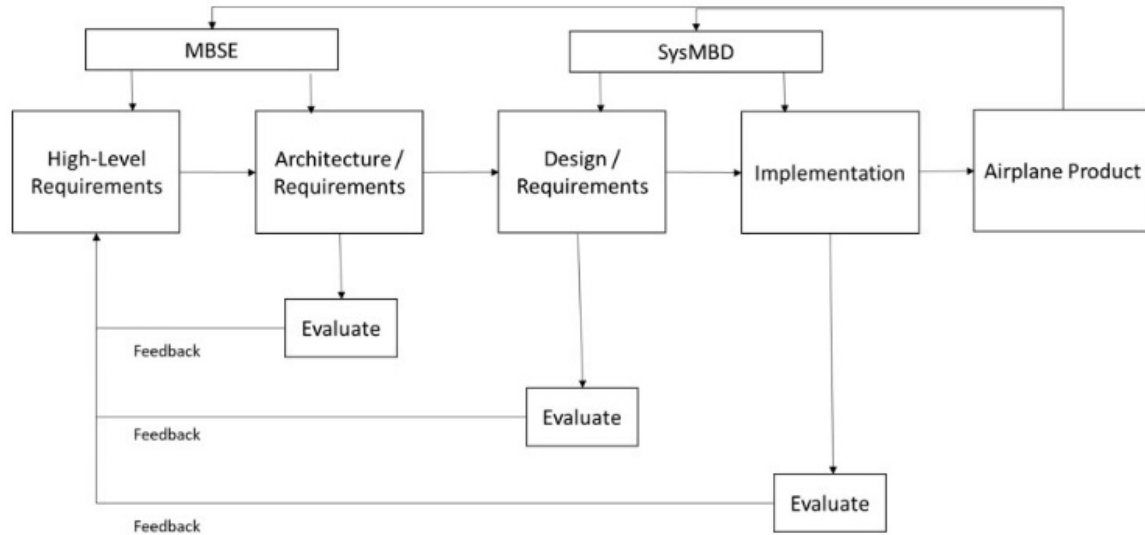 MBSE
SysMBD
High-Level
Requirements
Architecture /
Requirements
Design /
Requirements
Implementation
Airplane Product
Evaluate
Feedback
Evaluate
Feedback
Evaluate
Feedback